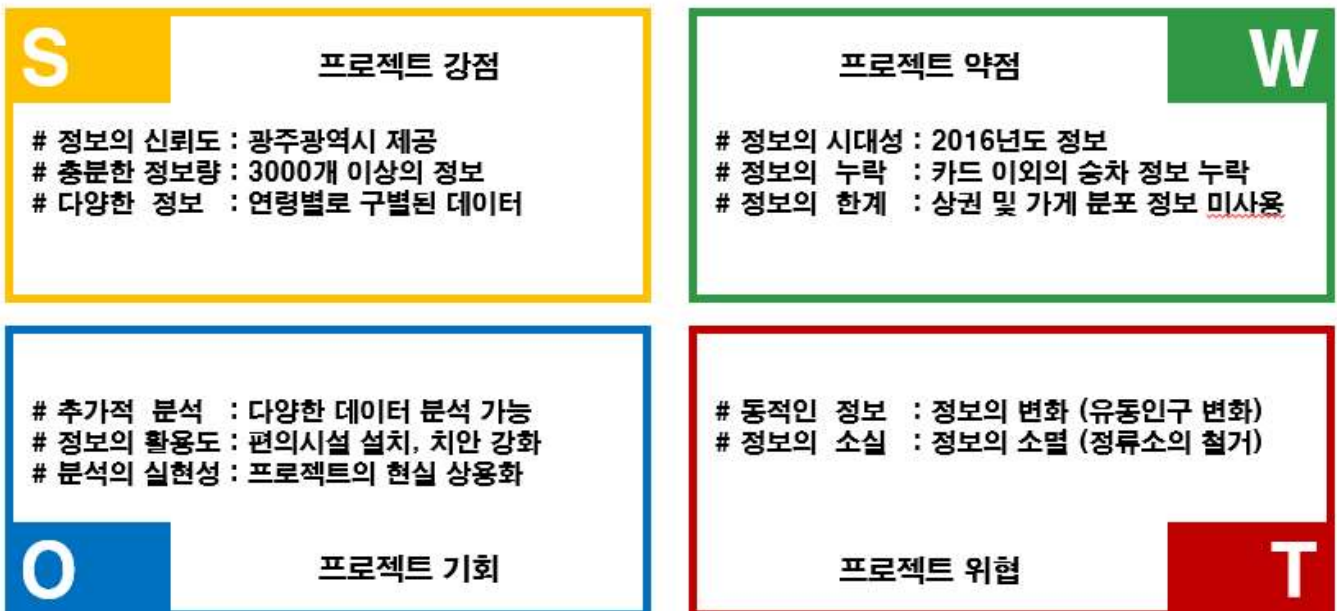 S
프로젝트 강점
# 정보의 신뢰도 : 광주광역시 제공
# 충분한 정보량 : 3000개 이상의 정보
# 다양한 정보 : 연령별로 구별된 데이터
프로젝트 약점
W
# 정보의 시대성 : 2016년도 정보
# 정보의 누락 : 카드 이외의 승차 정보 누락
# 정보의 한계 : 상권 및 가게 분포 정보 미사용
# 추가적 분석 : 다양한 데이터 분석 가능
# 정보의 활용도 : 편의시설 설치, 치안 강화
# 분석의 실현성 : 프로젝트의 현실 상용화
O
프로젝트 기회
# 동적인 정보 : 정보의 변화 (유동인구 변화)
# 정보의 소실 : 정보의 소멸 (정류소의 철거)
프로젝트 위협
T